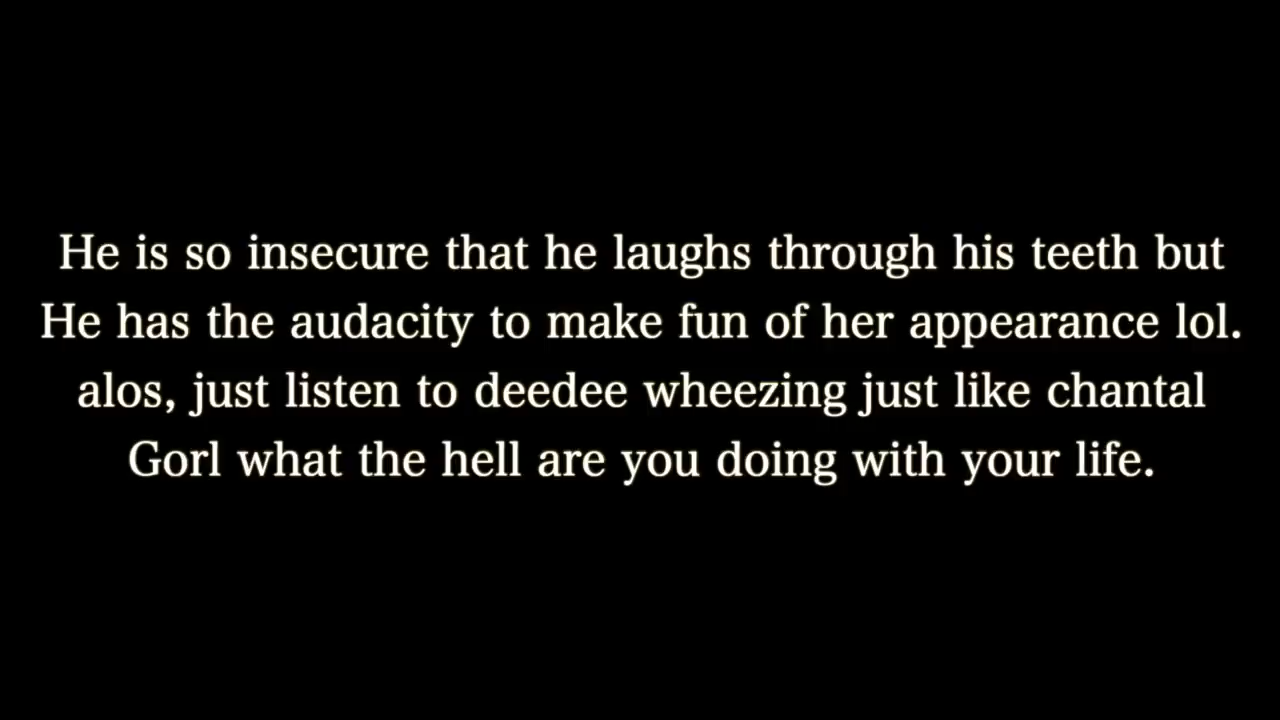 He is so insecure that he laughs through his teeth but
He has the audacity to make fun of her appearance lol.
alos, just listen to deedee wheezing just like chantal
Gorl what the hell are you doing with your life.